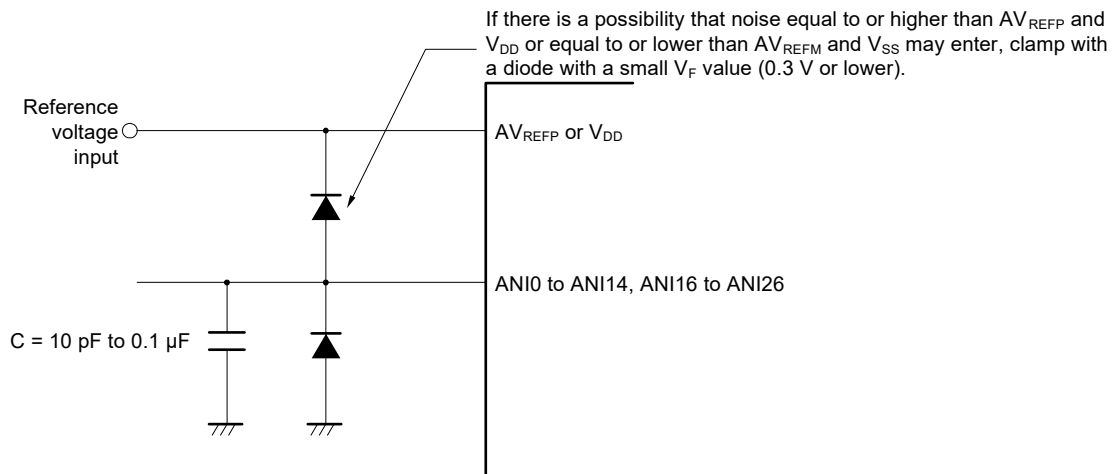 If there is a possibility that noise equal to or higher than AVREFP and
VDD or equal to or lower than AVREFM and VSS may enter, clamp with
a diode with a small VF value (0.3 V or lower).
Reference
voltage
input
AVREFP or VDD
ANI0 to ANI14, ANI16 to ANI26
C = 10 pF to 0.1 µF